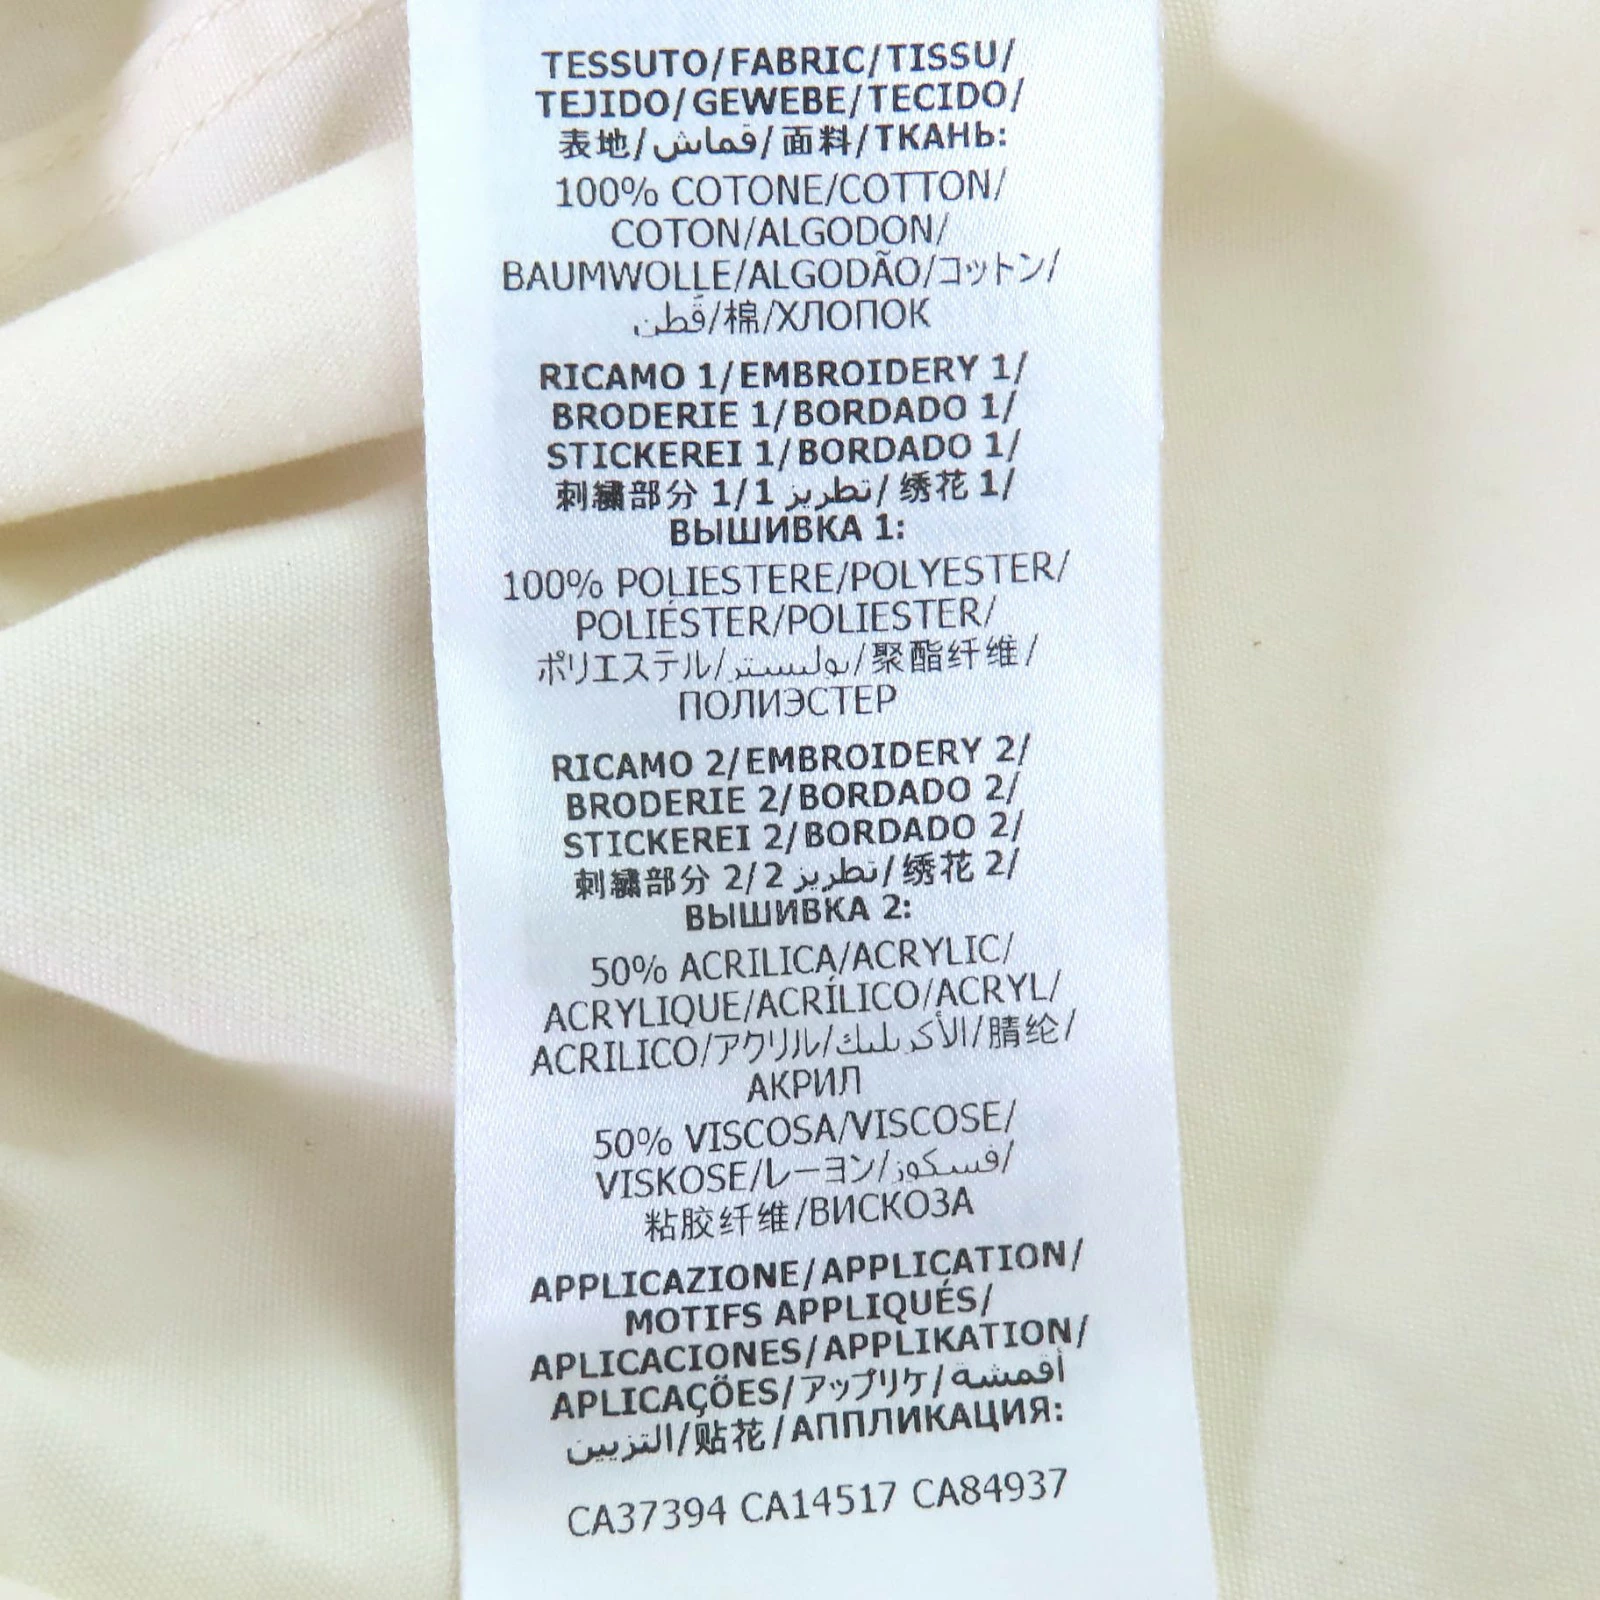 TESSUTO/FABRIC/TISSU/
TEJIDO/GEWEBE/TECIDO/
表地/قماش/面料/ТКАНЬ:
100% COTONE/COTTON/
COTON/ALGODON/
BAUMWOLLE/ALGODÃO/コットン/
قُطن/棉/ХЛОПОК
RICAMO 1/EMBROIDERY 1/
BRODERIE 1/BORDADO 1/
STICKEREI 1/BORDADO 1/
刺繍部分 1/تطريز 1/绣花 1/
ВЫШИВКА 1:
100% POLIESTERE/POLYESTER/
POLIÉSTER/POLIESTER/
ポリエステル/بوليستر/聚酯纤维/
ПОЛИЭСТЕР
RICAMO 2/EMBROIDERY 2/
BRODERIE 2/BORDADO 2/
STICKEREI 2/BORDADO 2/
刺繍部分 2/تطريز 2/绣花 2/
ВЫШИВКА 2:
50% ACRILICA/ACRYLIC/
ACRYLIQUE/ACRÍLICO/ACRYL/
ACRILICO/アクリル/الأكريليك/腈纶/
АКРИЛ
50% VISCOSA/VISCOSE/
VISKOSE/レーヨン/فسكوز/
粘胶纤维/ВИСКОЗА
APPLICAZIONE/APPLICATION/
MOTIFS APPLIQUÉS/
APLICACIONES/APPLIKATION/
APLICAÇÕES/アップリケ/أقمشة
التزيين/贴花/АППЛИКАЦИЯ:
CA37394 CA14517 CA84937